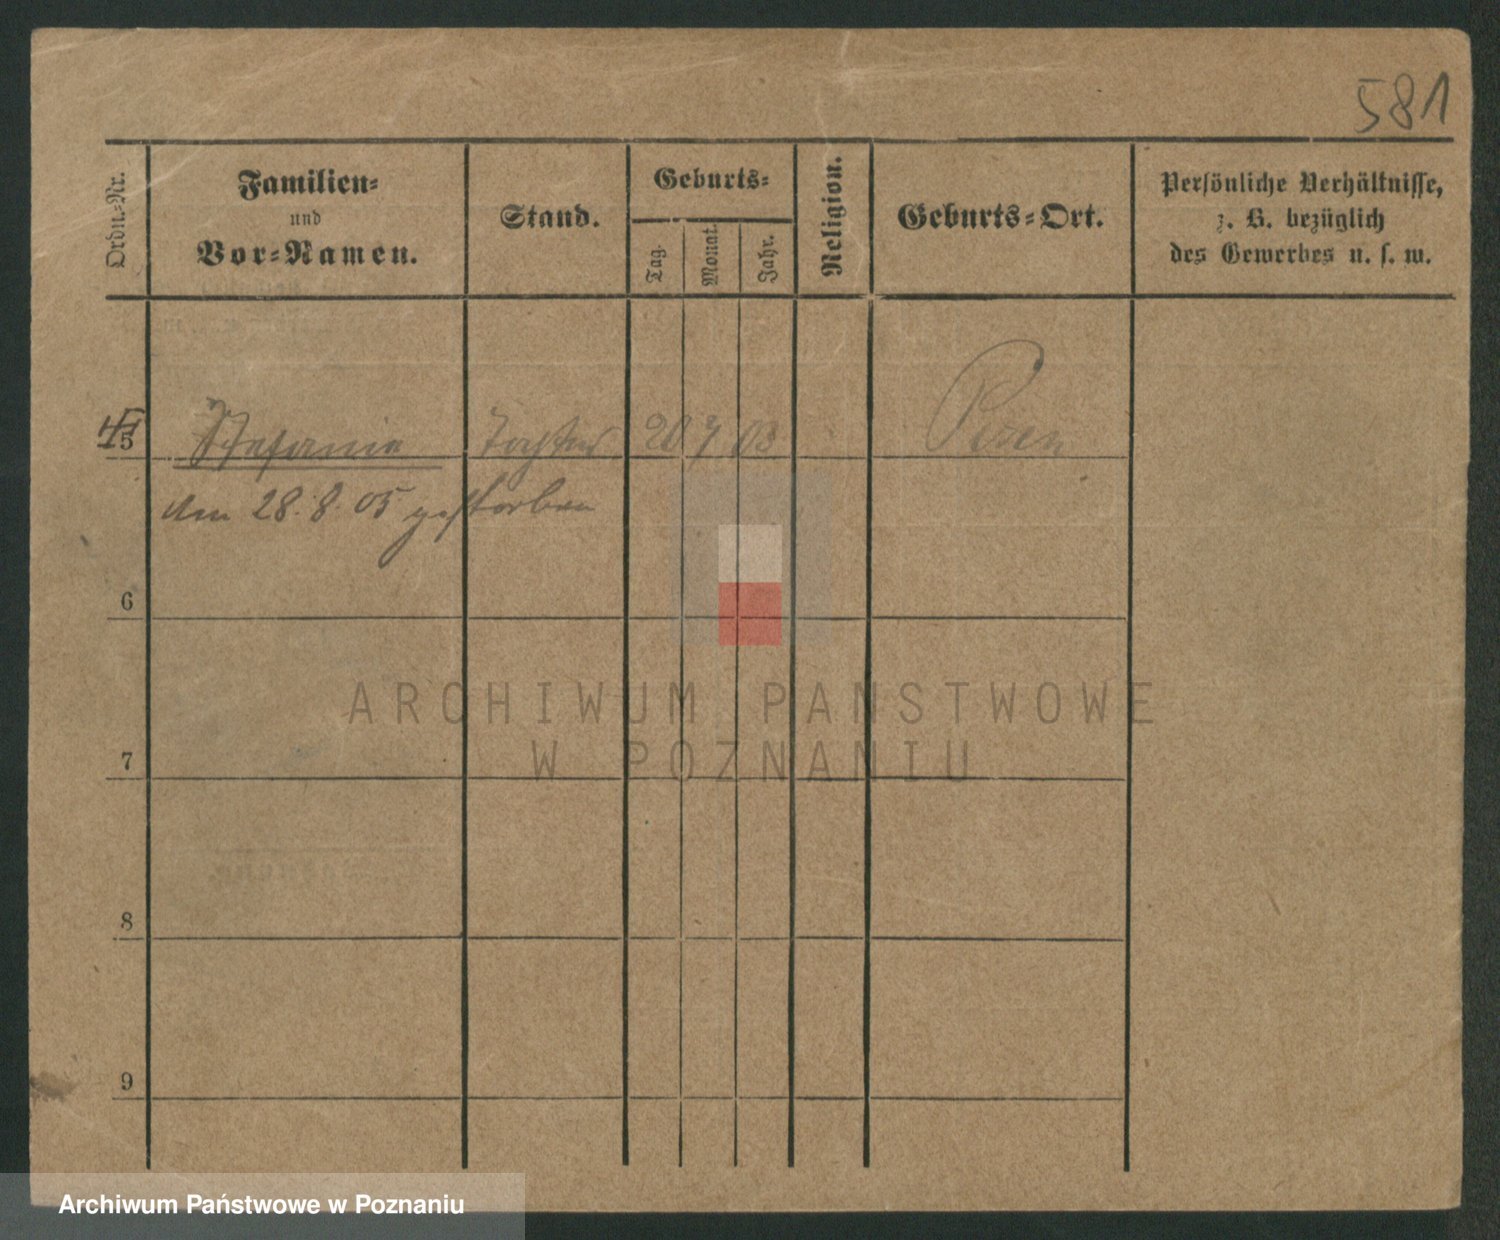 581
Ordn.-Nr.
Familien-
und
Vor-Namen.
Stand.
Geburts-
Tag.
Monat.
Jahr.
Religion.
Geburts-Ort.
Persönliche Verhältnisse,
z. B. bezüglich
des Gewerbes u. s. w.
5 Stefanie Tochter 20 7 03 Posen
Am 28.8.05 gestorben
6
7
8
9
ARCHIWUM PAŃSTWOWE
W POZNANIU
Archiwum Państwowe w Poznaniu